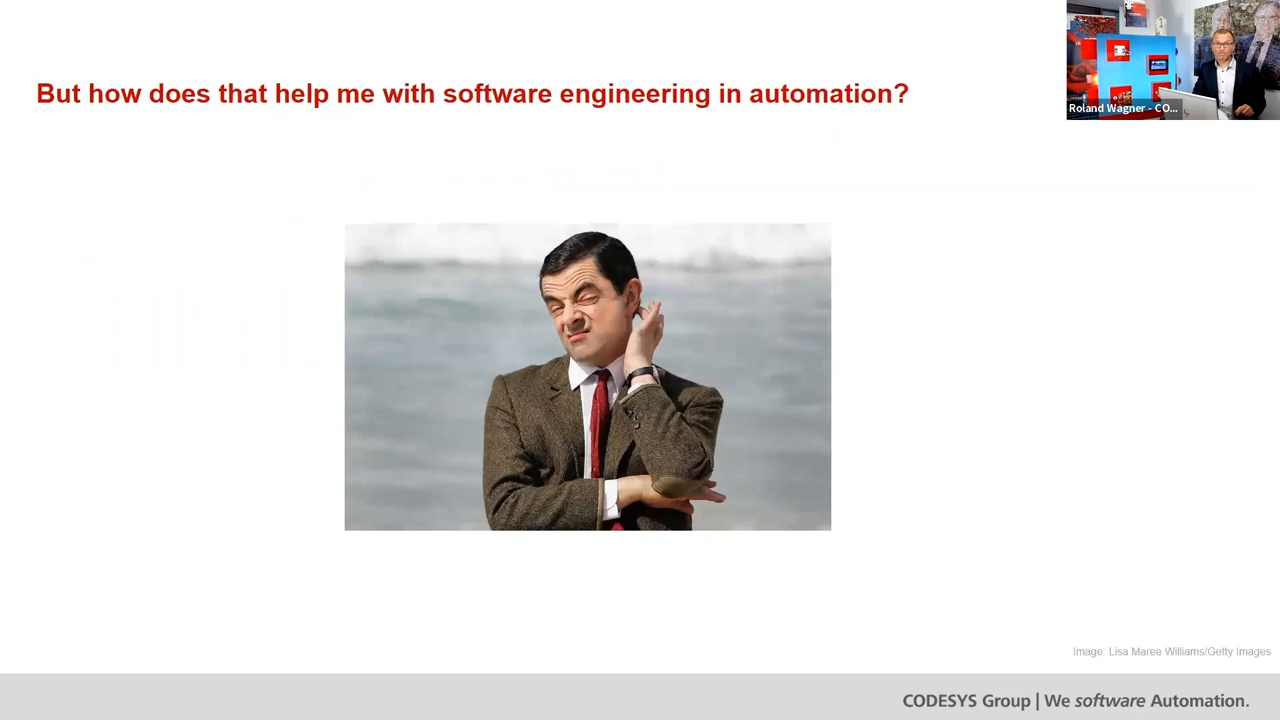 But how does that help me with software engineering in automation?
Roland Wagner - CO...
Image: Lisa Maree Williams/Getty Images
CODESYS Group | We software Automation.